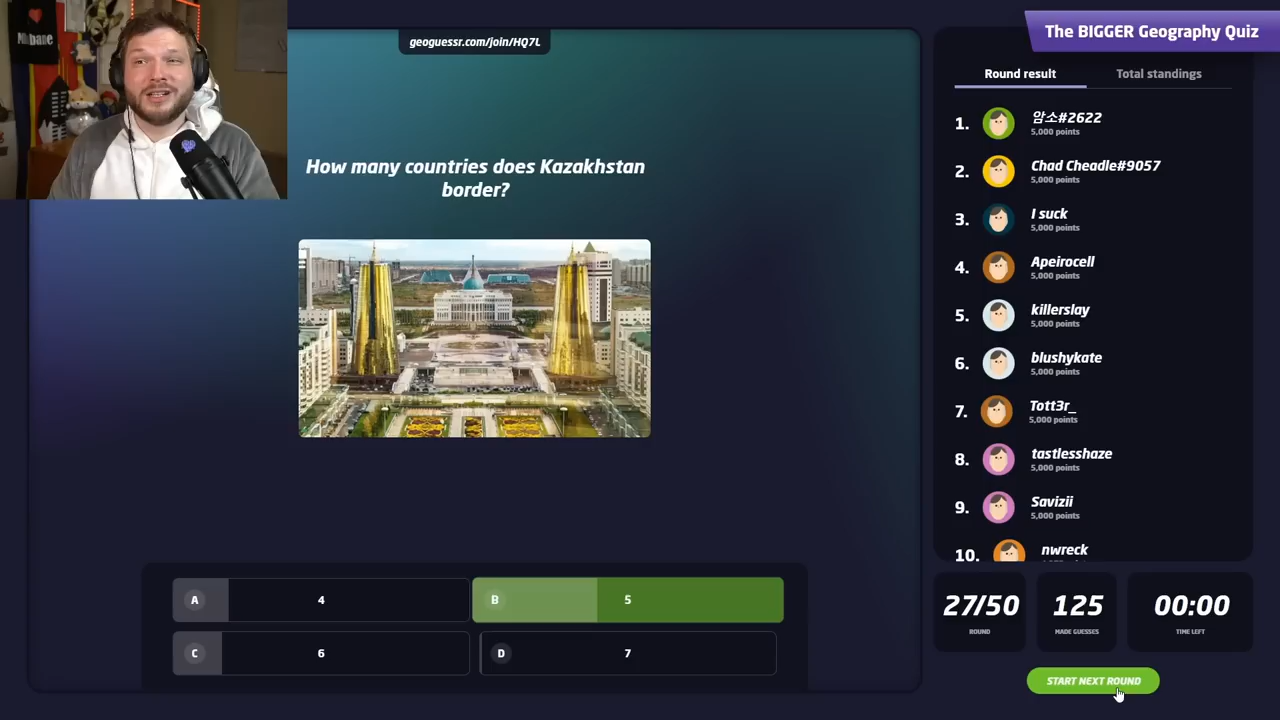 geoguessr.com/join/HQ7L
The BIGGER Geography Quiz
Round result
Total standings
How many countries does Kazakhstan
border?
1.
암소#2622
5,000 points
2.
Chad Cheadle#9057
5,000 points
3.
I suck
5,000 points
4.
Apeirocell
5,000 points
5.
killerslay
5,000 points
6.
blushykate
5,000 points
7.
Tott3r_
5,000 points
8.
tastlesshaze
5,000 points
9.
Savizii
5,000 points
10.
nwreck
A 4
B 5
C 6
D 7
27/50
ROUND
125
MADE GUESSES
00:00
TIME LEFT
START NEXT ROUND